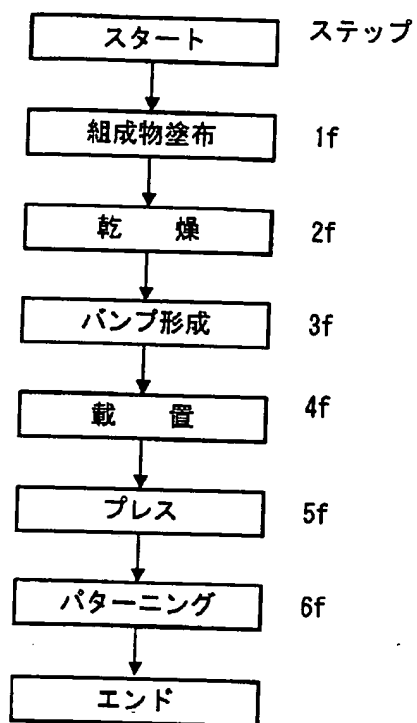 スタート ステップ
組成物塗布 1f
乾 燥 2f
バンプ形成 3f
載 置 4f
プレス 5f
パターニング 6f
エンド